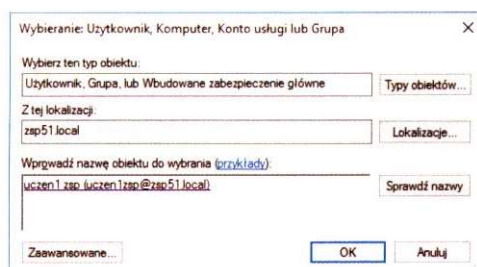 Wybieranie: Użytkownik, Komputer, Konto usługi lub Grupa
Wybierz ten typ obiektu:
Użytkownik, Grupa, lub Wbudowane zabezpieczenie główne
Typy obiektów...
Z tej lokalizacji:
zsp51.local
Lokalizacje...
Wprowadź nazwę obiektu do wybrania (przykłady):
uczen1 zsp (uczen1zsp@zsp51.local)
Sprawdź nazwy
Zaawansowane...
OK
Anuluj